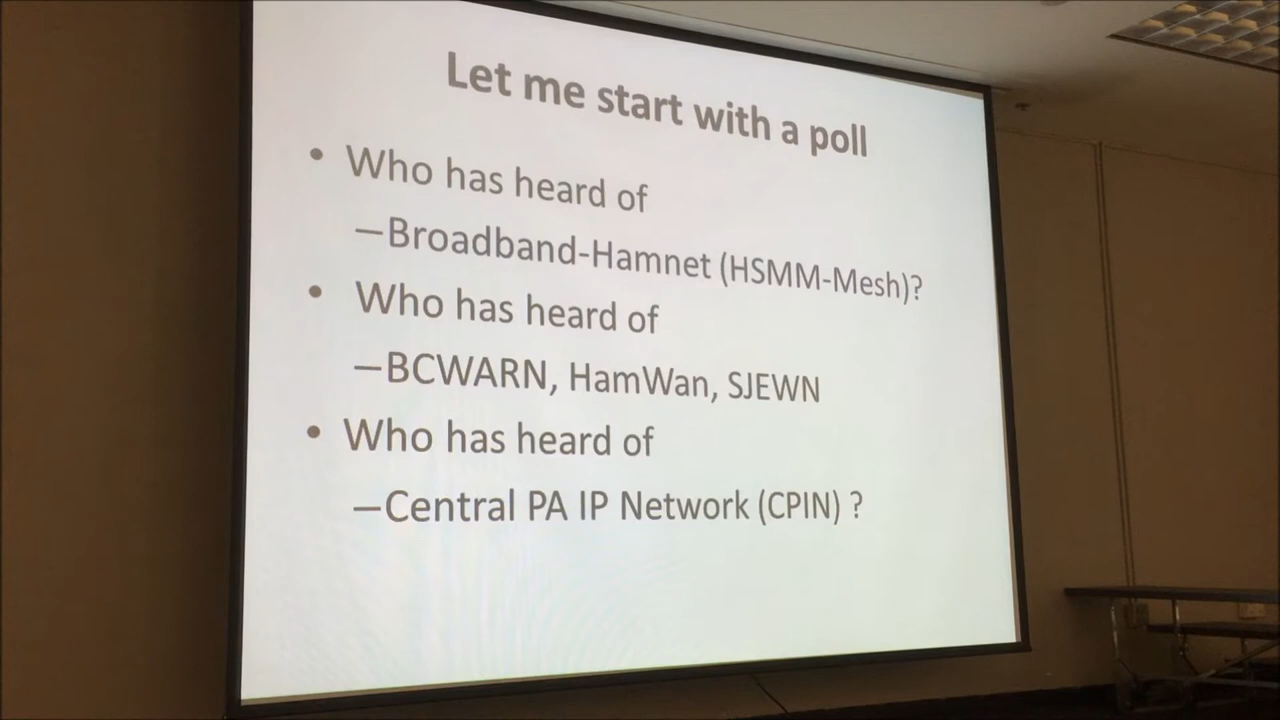 Let me start with a poll
• Who has heard of
–Broadband-Hamnet (HSMM-Mesh)?
• Who has heard of
–BCWARN, HamWan, SJEWN
• Who has heard of
–Central PA IP Network (CPIN) ?